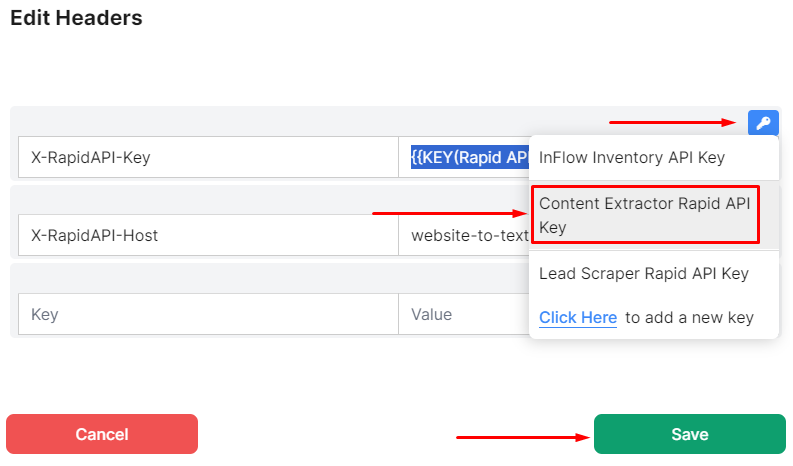 Edit Headers
X-RapidAPI-Key
{{KEY(Rapid AP
InFlow Inventory API Key
Content Extractor Rapid API
Key
X-RapidAPI-Host
website-to-text
Lead Scraper Rapid API Key
Key
Value
Click Here to add a new key
Cancel
Save